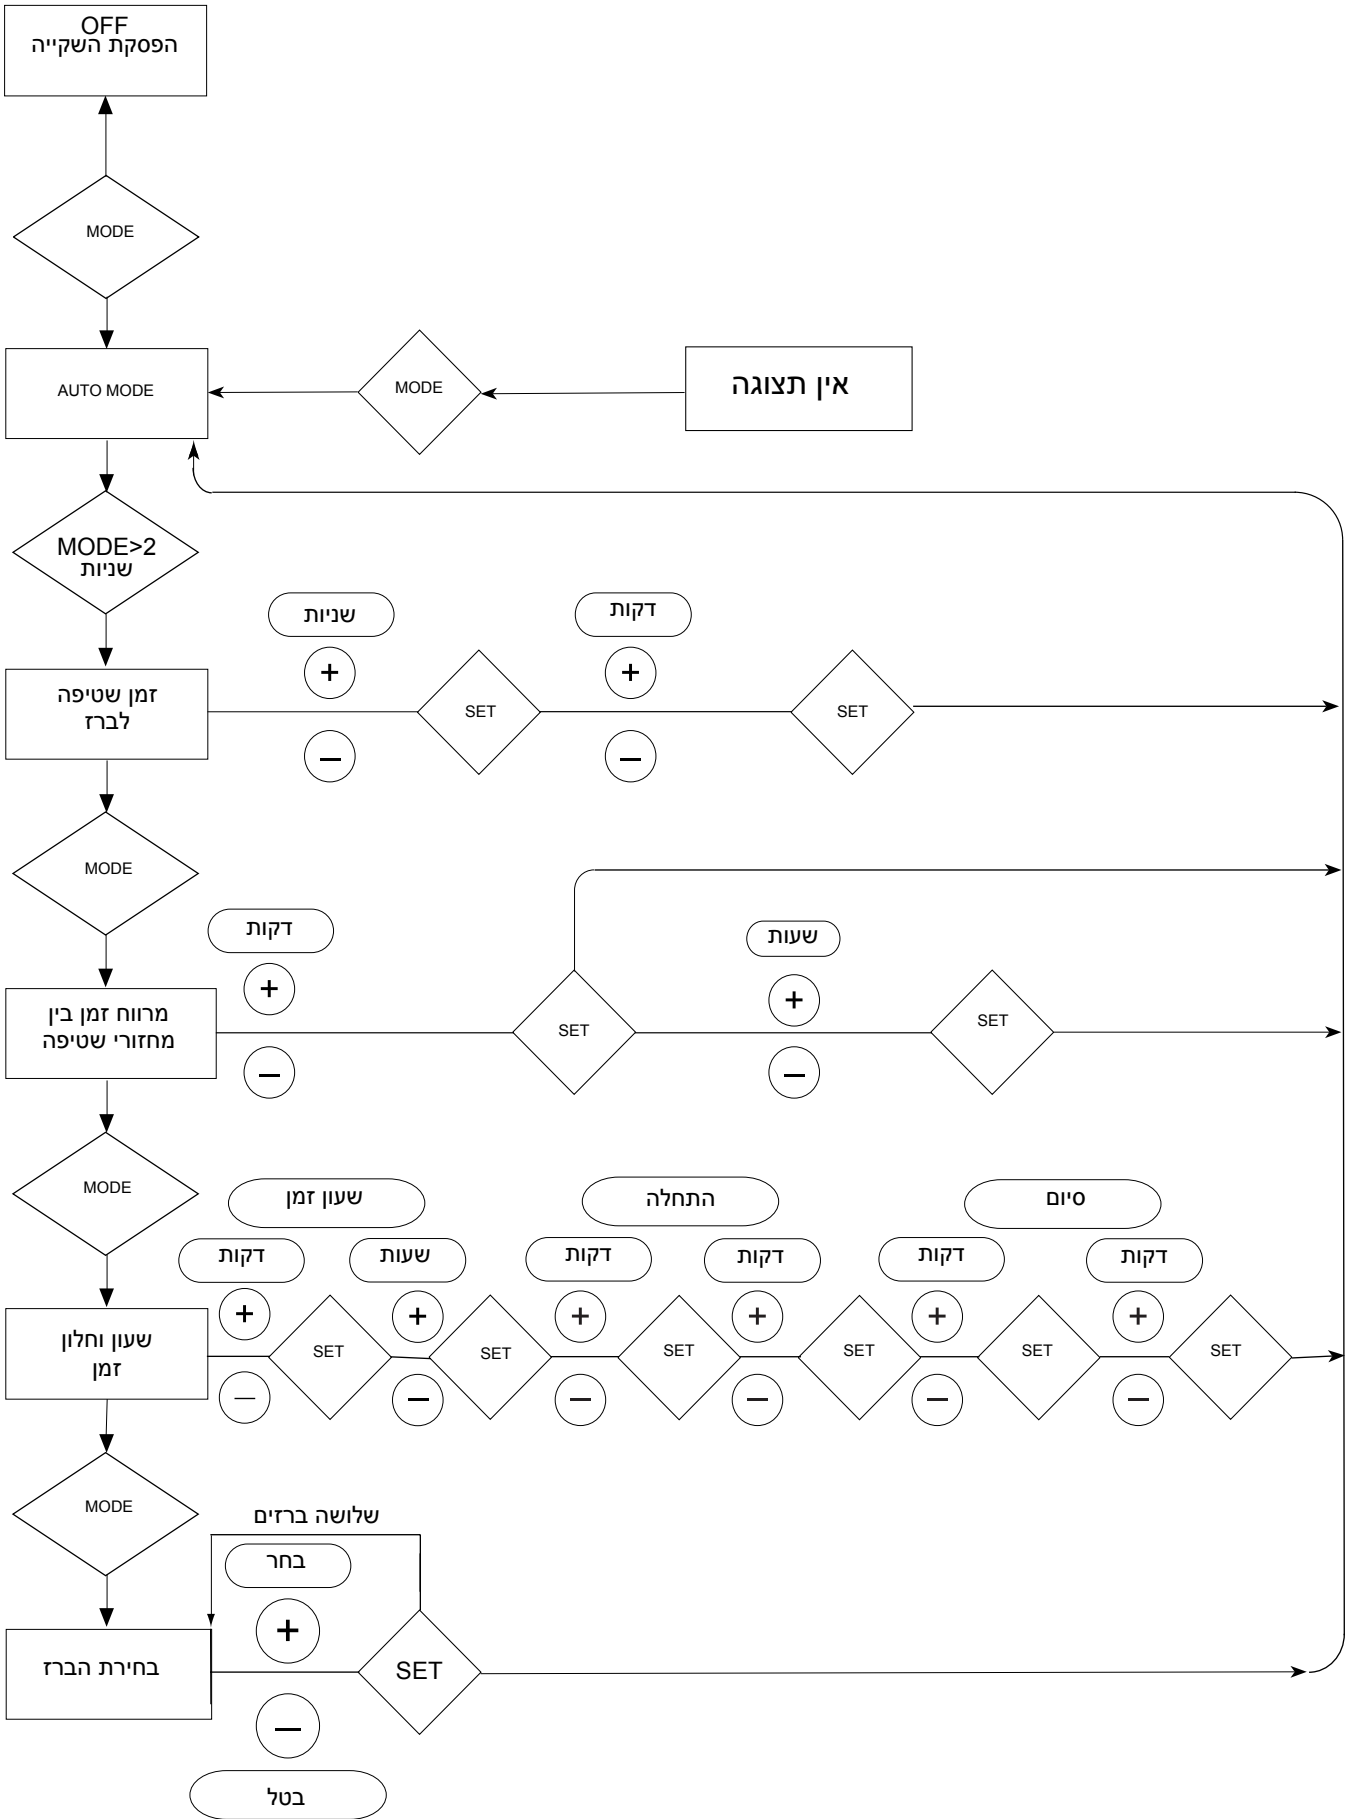 OFF
הפסקת השקייה
MODE
AUTO MODE
MODE
אין תצוגה
MODE>2
שניות
שניות
+
–
דקות
+
–
זמן שטיפה
לברז
SET
SET
MODE
דקות
+
–
שעות
+
–
מרווח זמן בין
מחזורי שטיפה
SET
SET
MODE
שעון זמן
התחלה
סיום
דקות
שעות
דקות
דקות
דקות
דקות
+
+
+
+
+
+
שעון וחלון
זמן
SET
SET
SET
SET
SET
SET
–
–
–
–
–
–
MODE
שלושה ברזים
בחר
+
בחירת הברז
SET
–
בטל